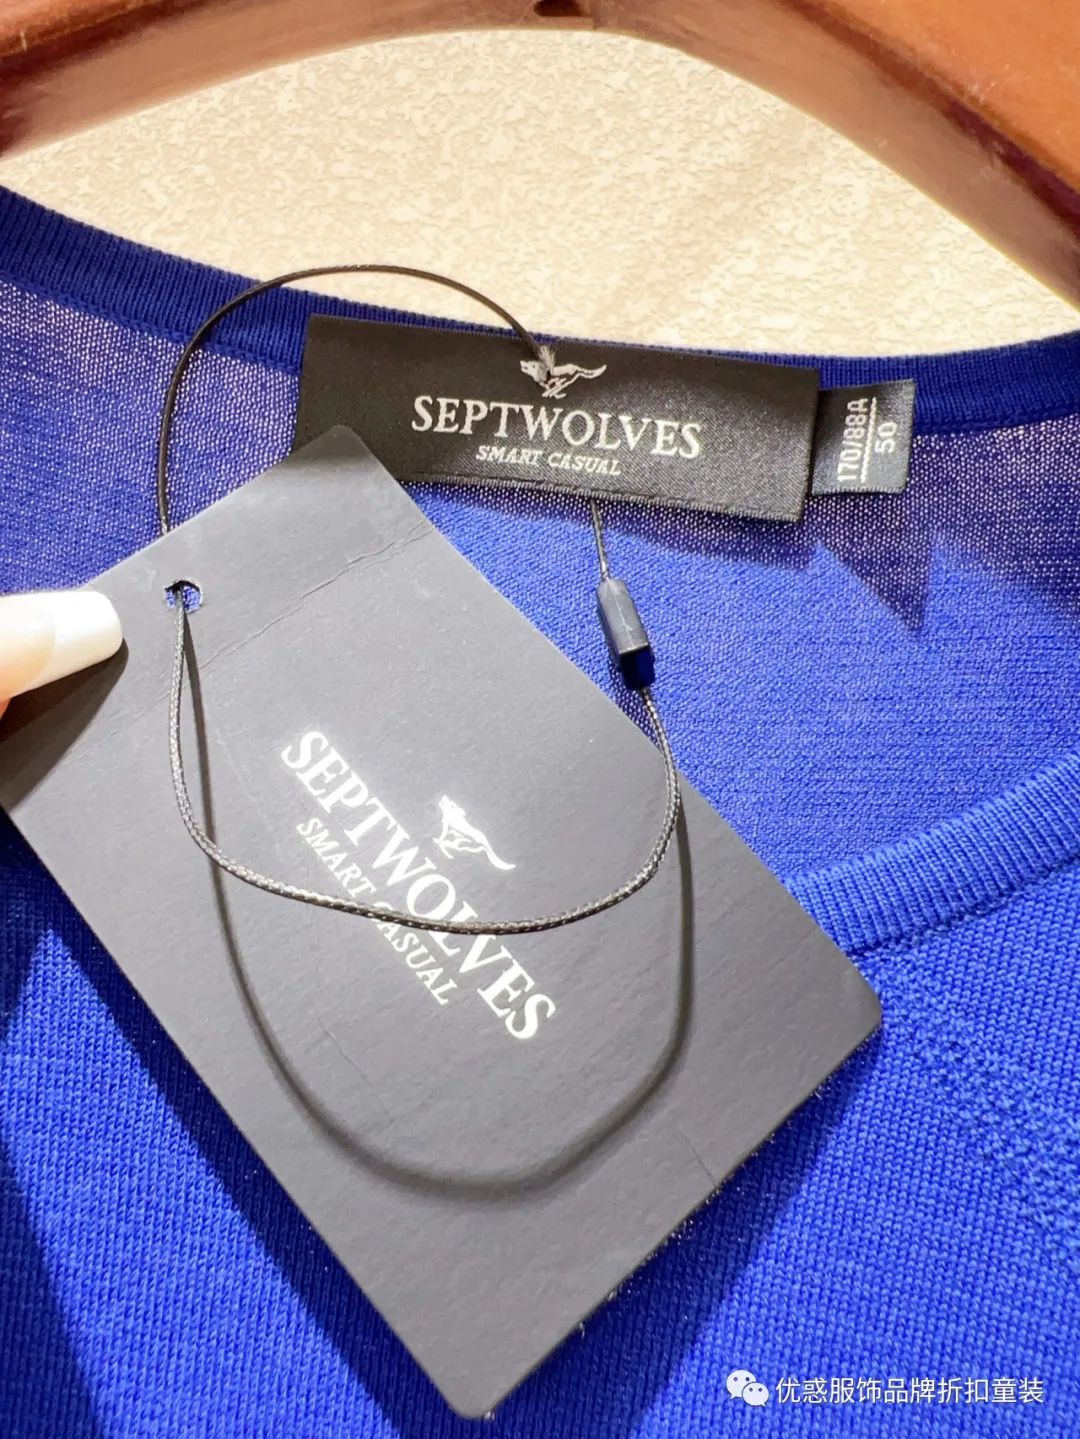 SEPTWOLVES
SMART CASUAL
170/88A
50
SEPTWOLVES
SMART CASUAL
优惑服饰品牌折扣童装